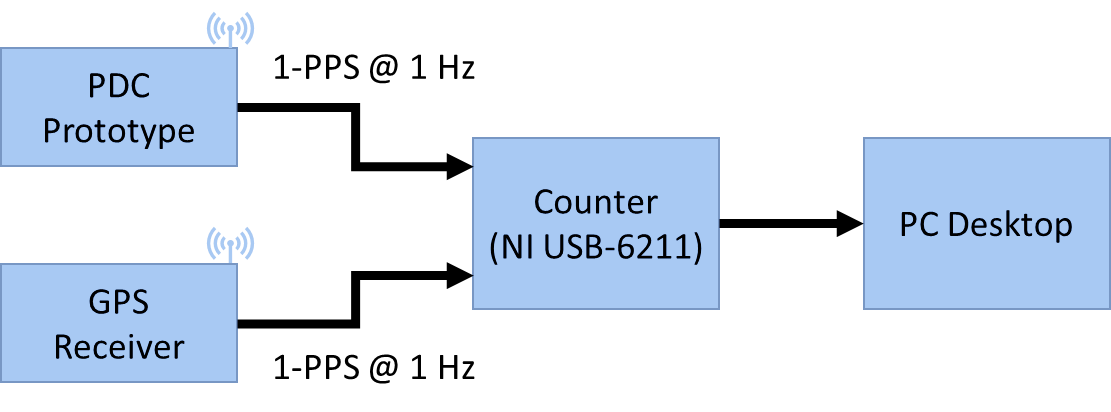 PDC
Prototype
1-PPS @ 1 Hz
Counter
(NI USB-6211)
PC Desktop
GPS
Receiver
1-PPS @ 1 Hz